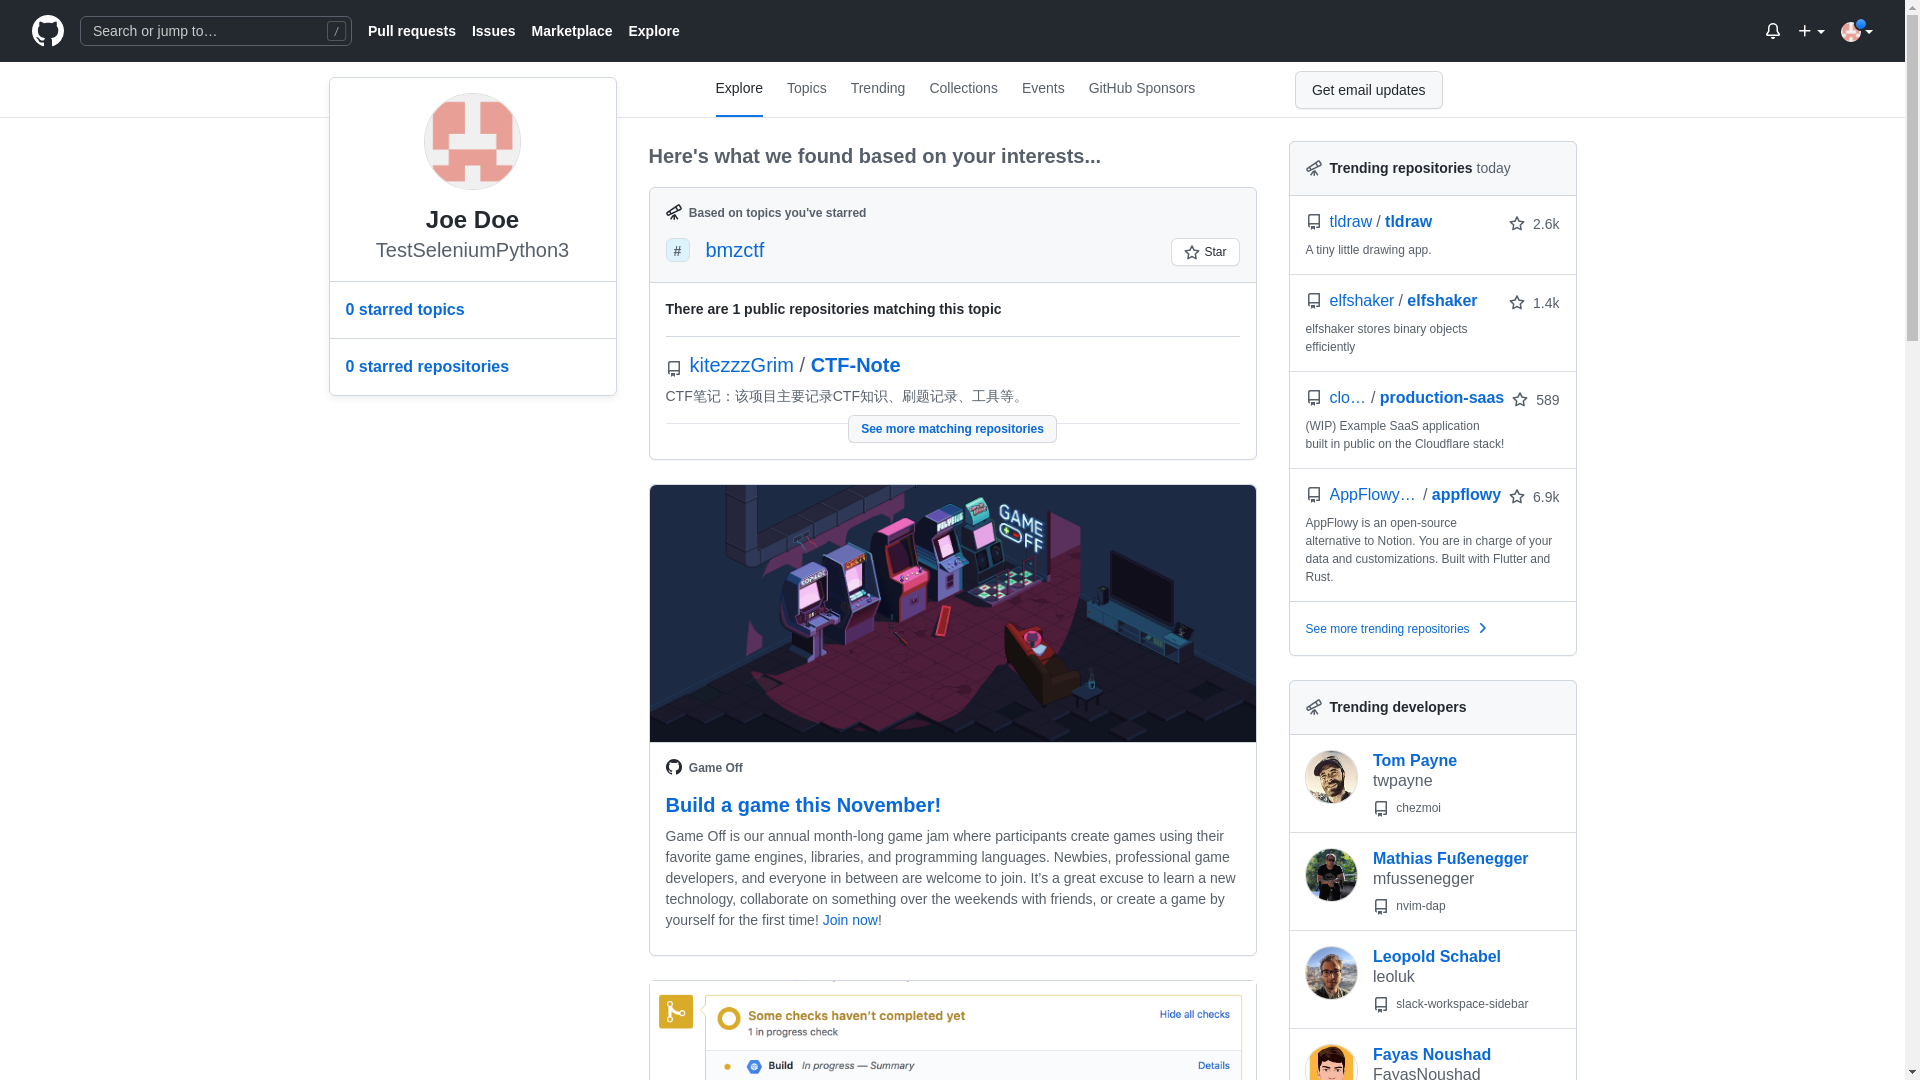 Search or jump to…
/
Pull requests
Issues
Marketplace
Explore
Joe Doe
TestSeleniumPython3
0 starred topics
0 starred repositories
Explore
Topics
Trending
Collections
Events
GitHub Sponsors
Get email updates
Here's what we found based on your interests...
Based on topics you've starred
# bmzctf
Star
There are 1 public repositories matching this topic
kitezzzGrim / CTF-Note
CTF笔记：该项目主要记录CTF知识、刷题记录、工具等。
See more matching repositories
GAME
OFF
Game Off
Build a game this November!
Game Off is our annual month-long game jam where participants create games using their
favorite game engines, libraries, and programming languages. Newbies, professional game
developers, and everyone in between are welcome to join. It's a great excuse to learn a new
technology, collaborate on something over the weekends with friends, or create a game by
yourself for the first time! Join now!
Some checks haven't completed yet
Hide all checks
1 in progress check
Build In progress — Summary
Details
Trending repositories today
tldraw / tldraw
2.6k
A tiny little drawing app.
elfshaker / elfshaker
1.4k
elfshaker stores binary objects
efficiently
clo… / production-saas
589
(WIP) Example SaaS application
built in public on the Cloudflare stack!
AppFlowy… / appflowy
6.9k
AppFlowy is an open-source
alternative to Notion. You are in charge of your
data and customizations. Built with Flutter and
Rust.
See more trending repositories
Trending developers
Tom Payne
twpayne
chezmoi
Mathias Fußenegger
mfussenegger
nvim-dap
Leopold Schabel
leoluk
slack-workspace-sidebar
Fayas Noushad
FayasNoushad